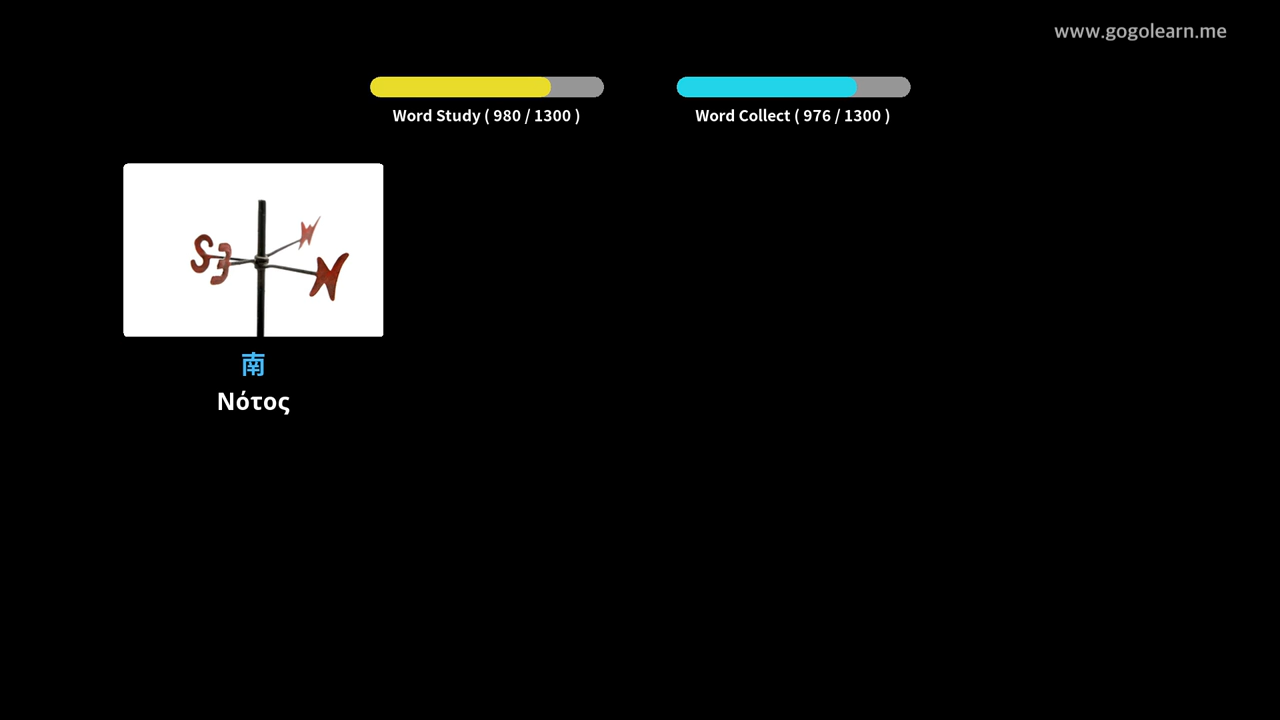 www.gogolearn.me
Word Study ( 980 / 1300 )
Word Collect ( 976 / 1300 )
S E N N
南
Νότος